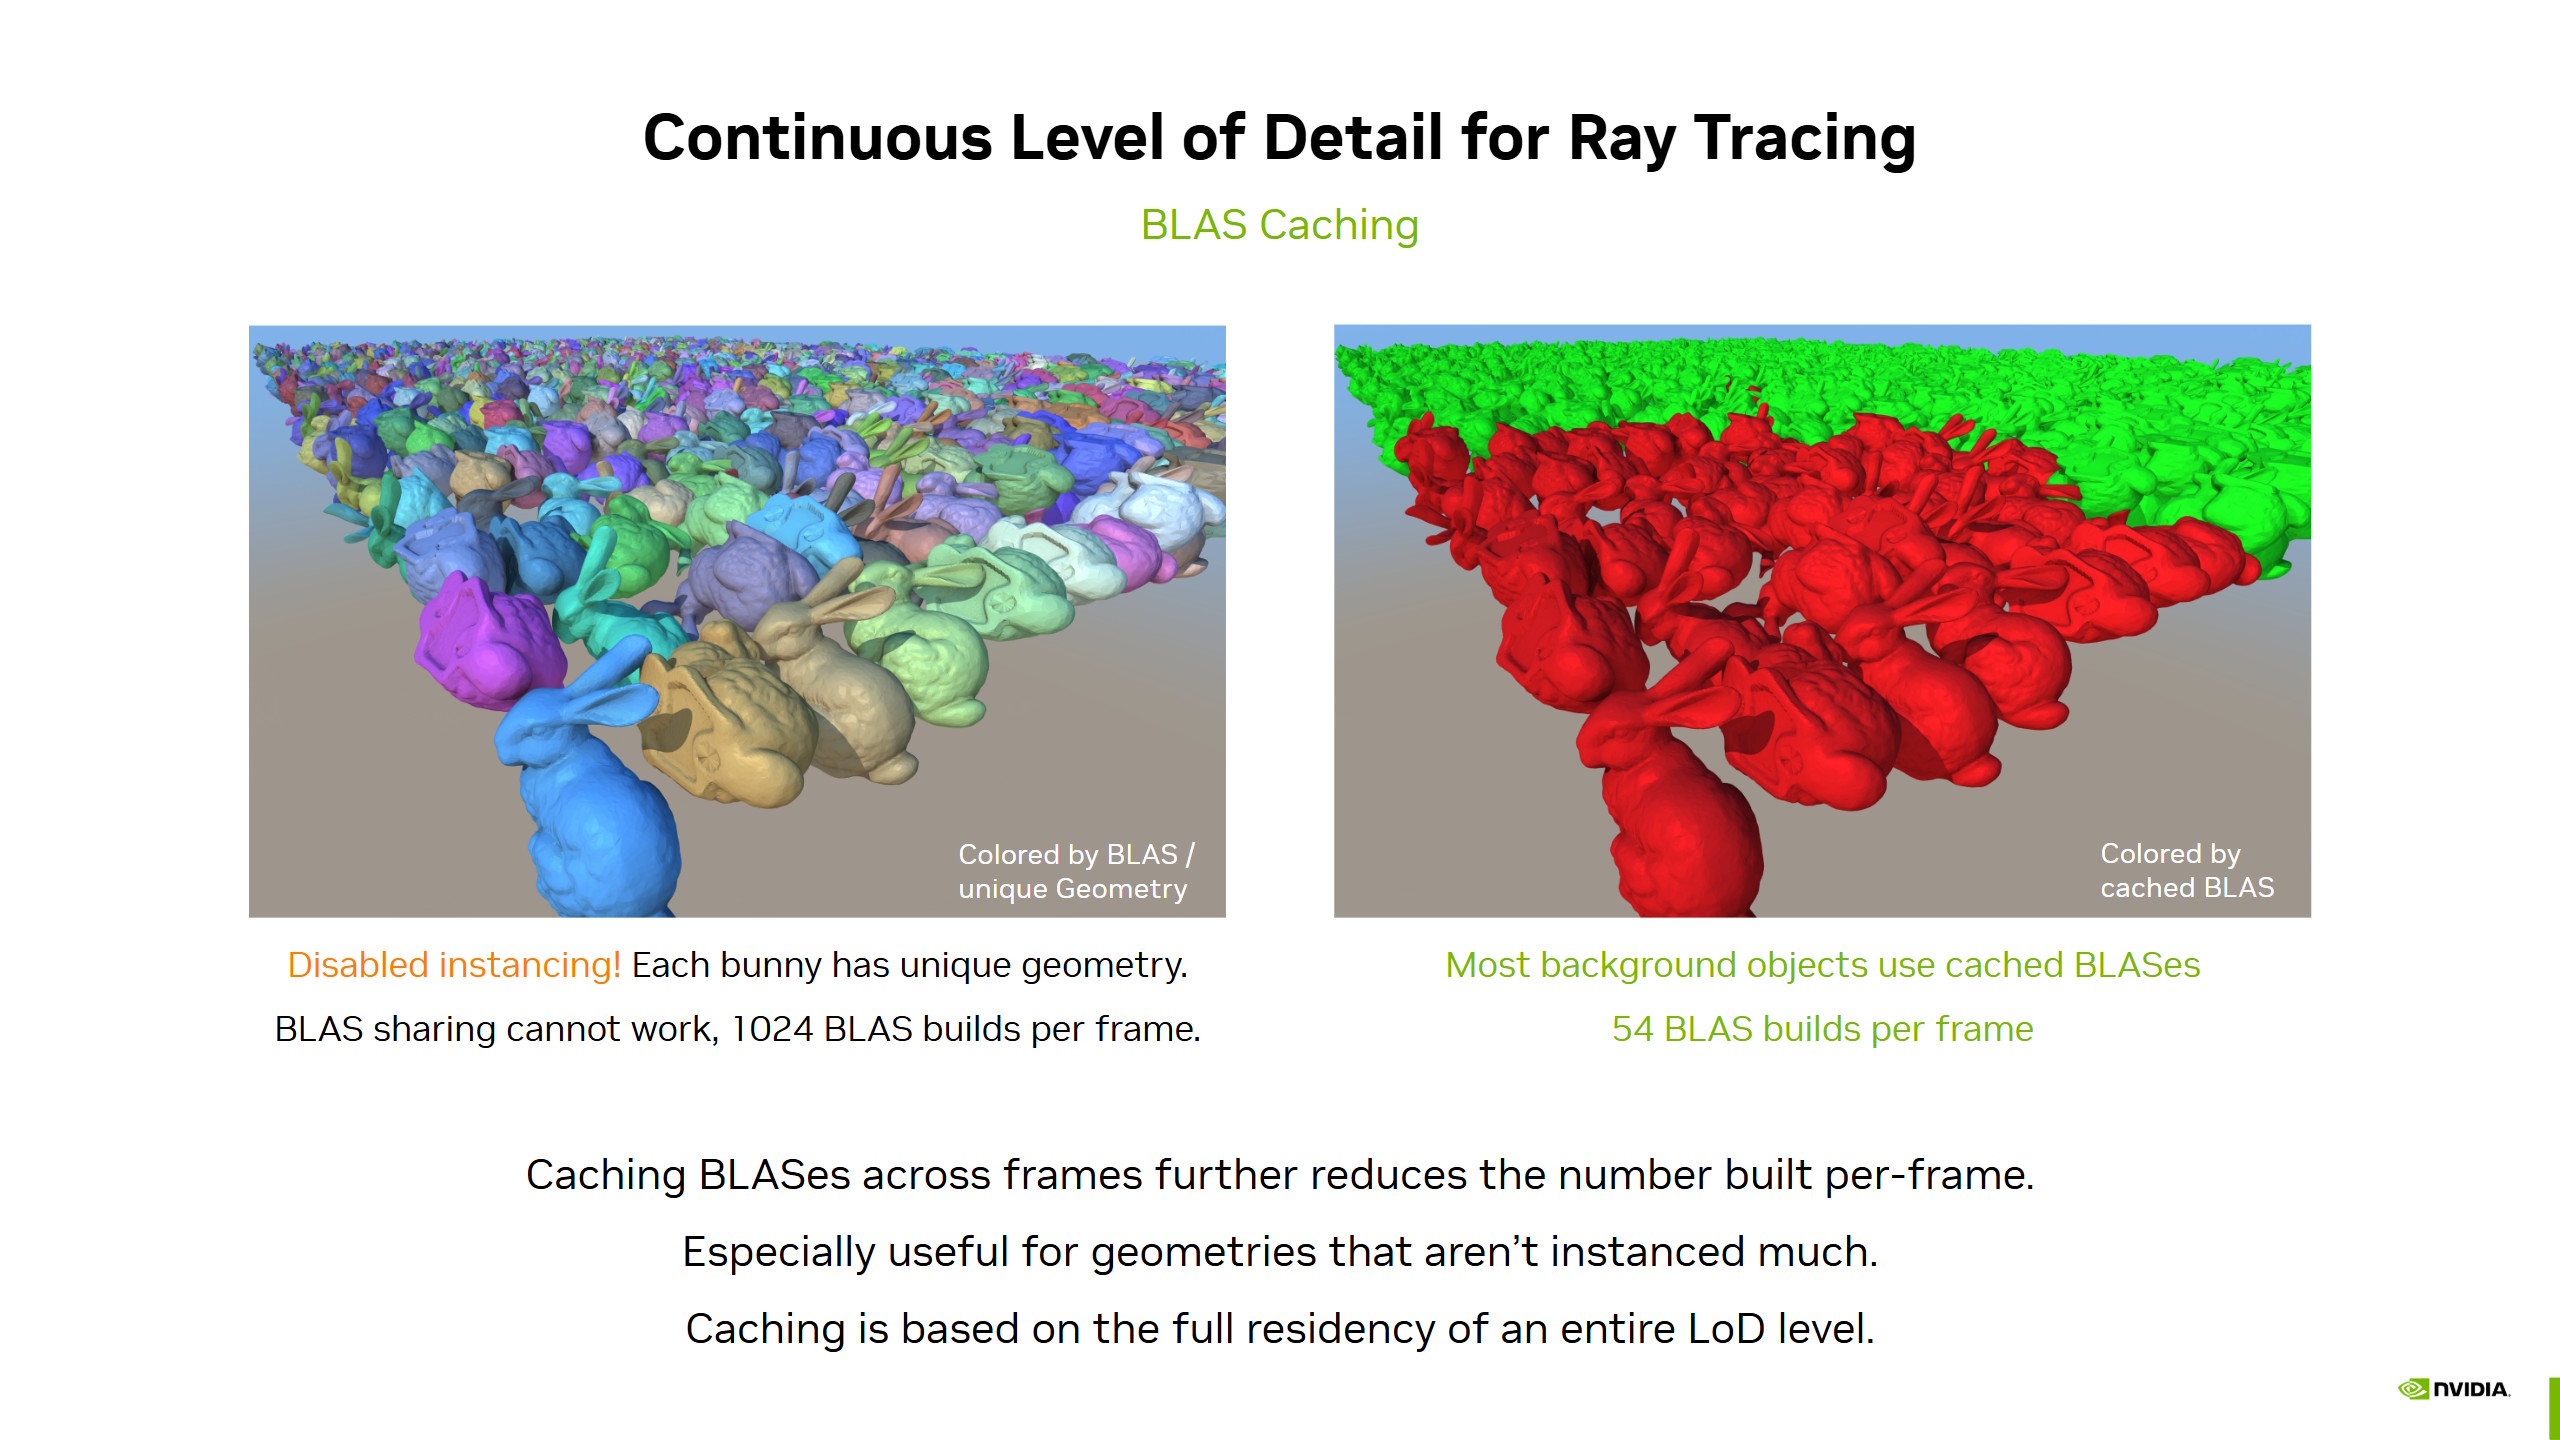 Continuous Level of Detail for Ray Tracing
BLAS Caching
Colored by BLAS /
unique Geometry
Colored by
cached BLAS
Disabled instancing! Each bunny has unique geometry.
BLAS sharing cannot work, 1024 BLAS builds per frame.
Most background objects use cached BLASes
54 BLAS builds per frame
Caching BLASes across frames further reduces the number built per-frame.
Especially useful for geometries that aren’t instanced much.
Caching is based on the full residency of an entire LoD level.
NVIDIA.